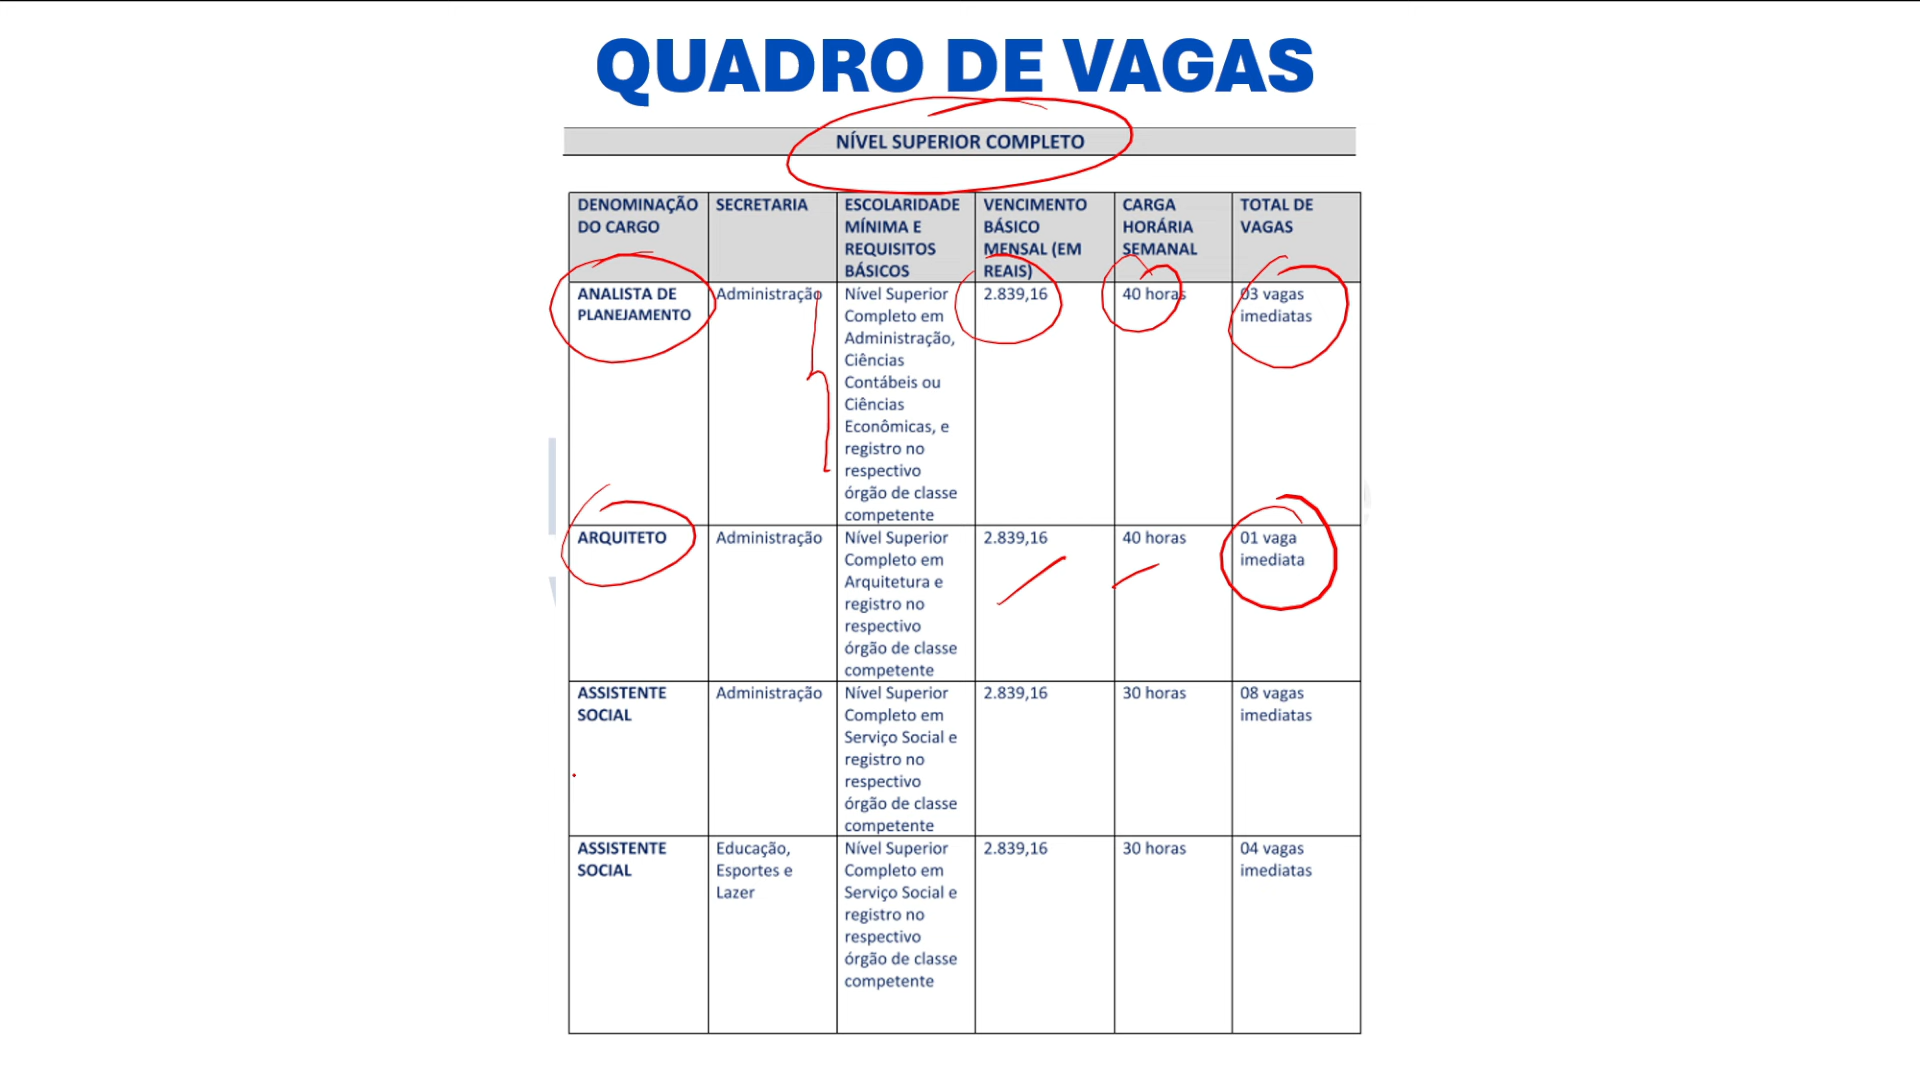 QUADRO DE VAGAS
NÍVEL SUPERIOR COMPLETO
DENOMINAÇÃO
DO CARGO
SECRETARIA
ESCOLARIDADE
MÍNIMA E
REQUISITOS
BÁSICOS
VENCIMENTO
BÁSICO
MENSAL (EM
REAIS)
CARGA
HORÁRIA
SEMANAL
TOTAL DE
VAGAS
ANALISTA DE
PLANEJAMENTO
Administração
Nível Superior
Completo em
Administração,
Ciências
Contábeis ou
Ciências
Econômicas, e
registro no
respectivo
órgão de classe
competente
2.839,16
40 horas
03 vagas
imediatas
ARQUITETO
Administração
Nível Superior
Completo em
Arquitetura e
registro no
respectivo
órgão de classe
competente
2.839,16
40 horas
01 vaga
imediata
ASSISTENTE
SOCIAL
Administração
Nível Superior
Completo em
Serviço Social e
registro no
respectivo
órgão de classe
competente
2.839,16
30 horas
08 vagas
imediatas
ASSISTENTE
SOCIAL
Educação,
Esportes e
Lazer
Nível Superior
Completo em
Serviço Social e
registro no
respectivo
órgão de classe
competente
2.839,16
30 horas
04 vagas
imediatas